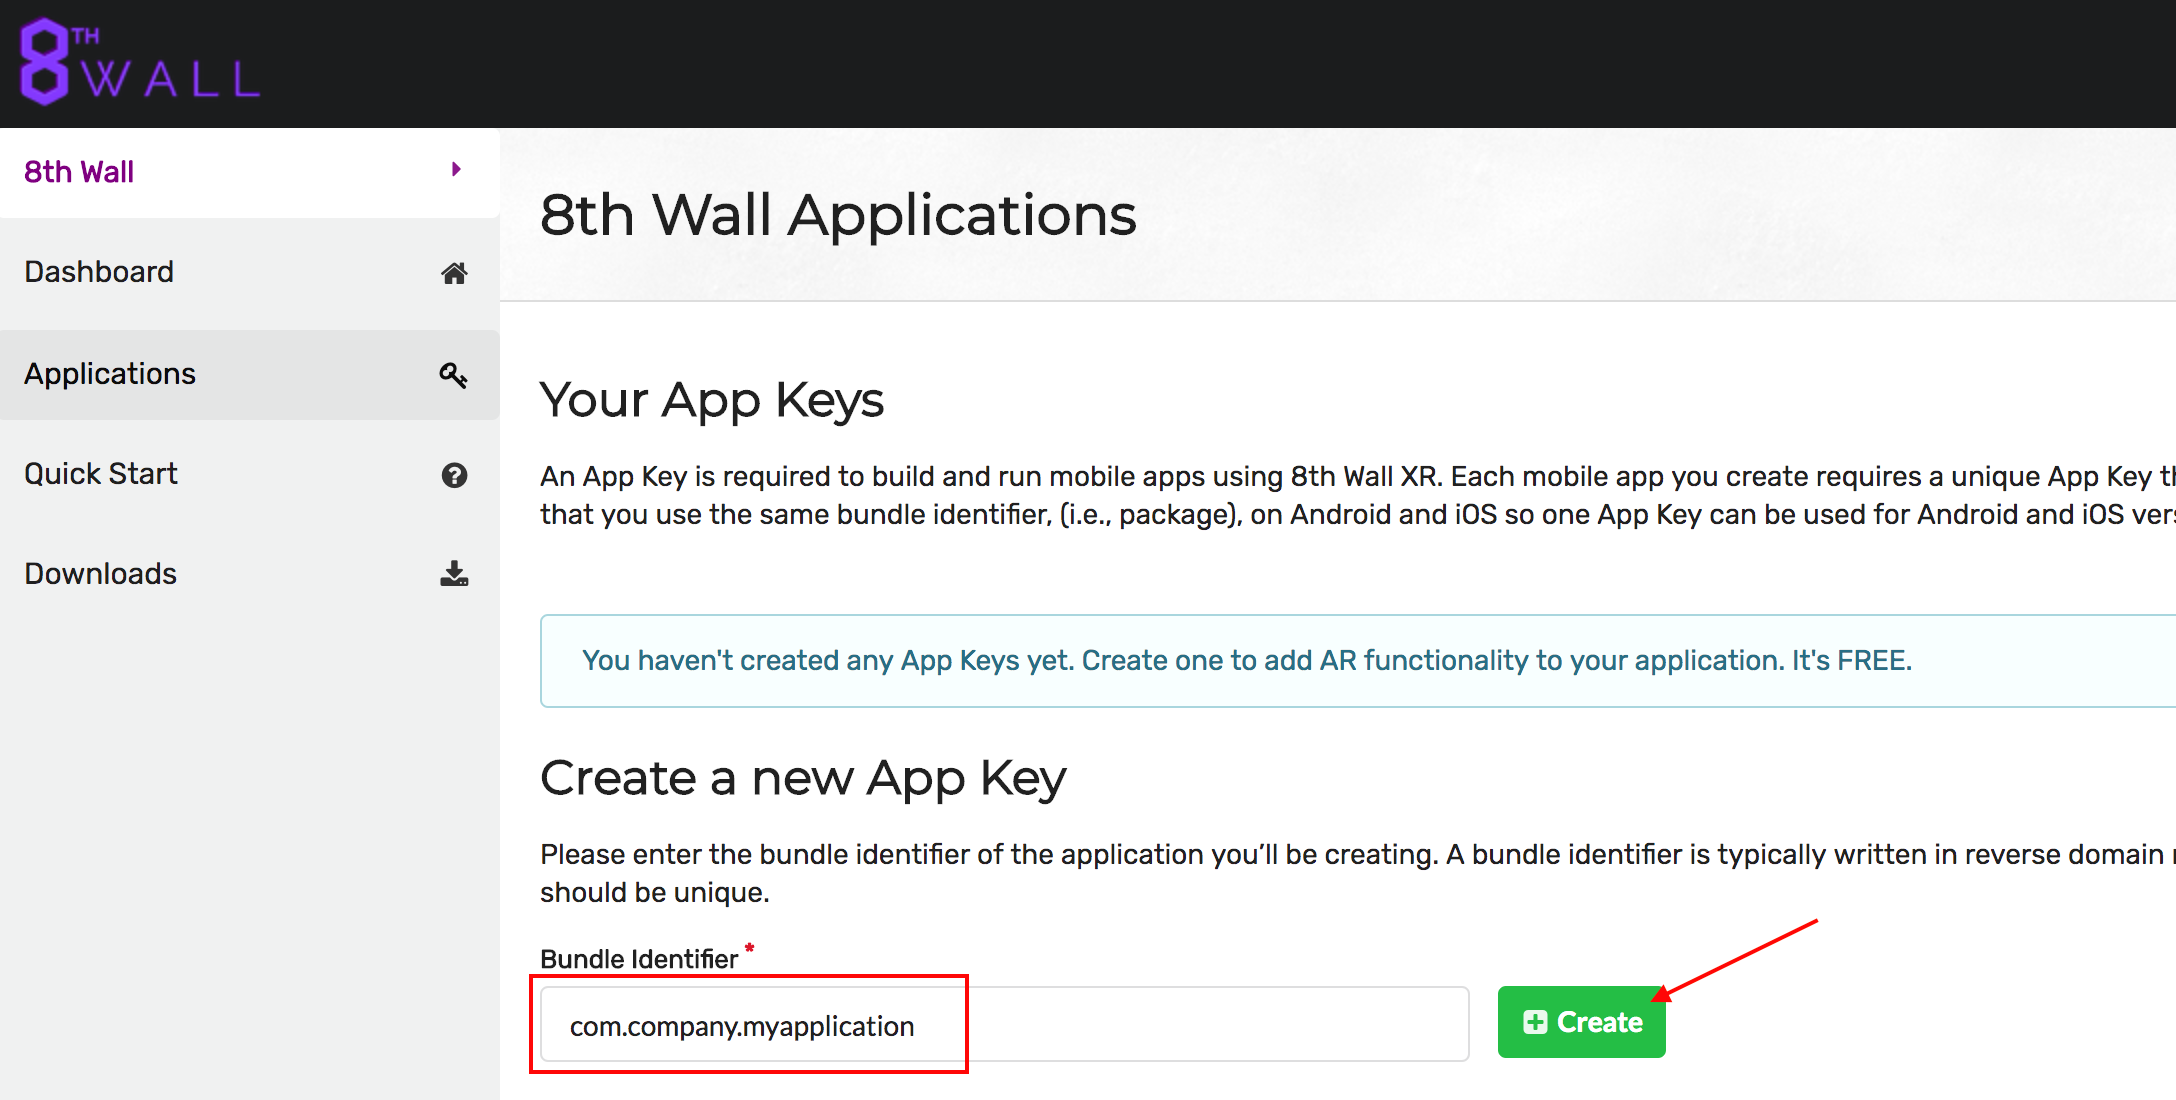 8TH WALL
8th Wall
Dashboard
Applications
Quick Start
Downloads
8th Wall Applications
Your App Keys
An App Key is required to build and run mobile apps using 8th Wall XR. Each mobile app you create requires a unique App Key
that you use the same bundle identifier, (i.e., package), on Android and iOS so one App Key can be used for Android and iOS
You haven't created any App Keys yet. Create one to add AR functionality to your application. It's FREE.
Create a new App Key
Please enter the bundle identifier of the application you’ll be creating. A bundle identifier is typically written in reverse domain
should be unique.
Bundle Identifier *
com.company.myapplication
Create